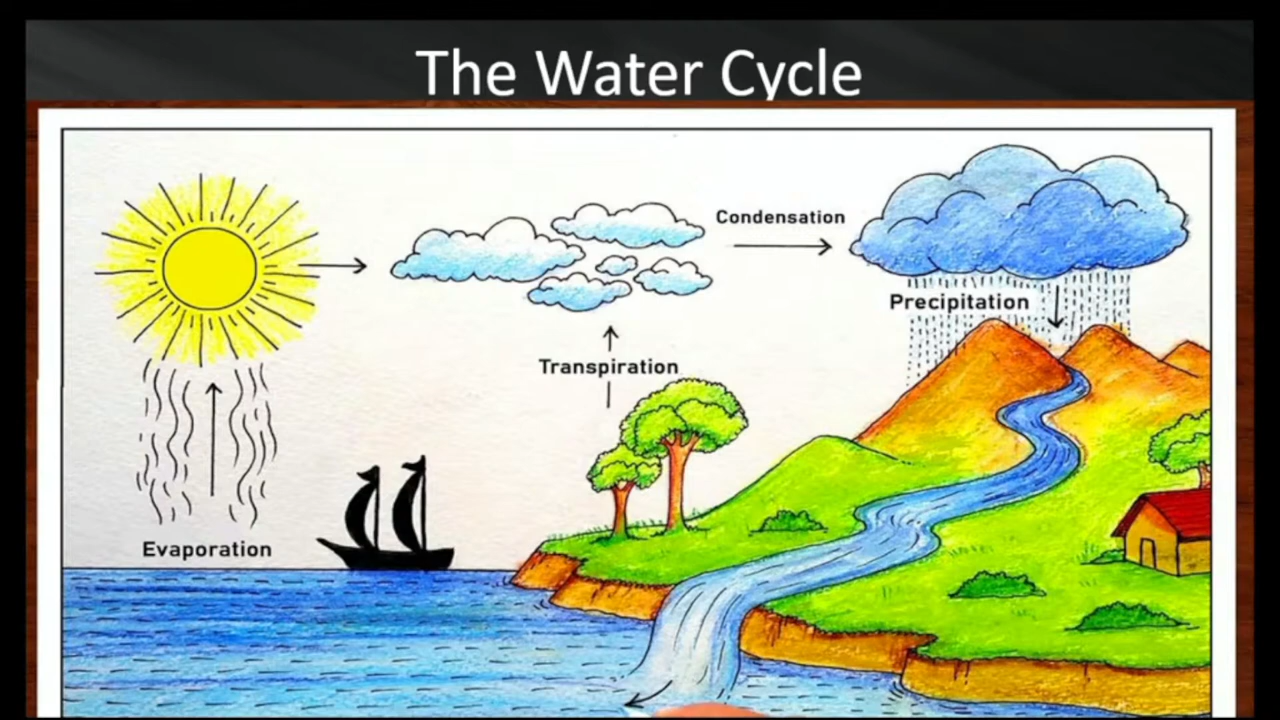 The Water Cycle
Condensation
Precipitation
Transpiration
Evaporation